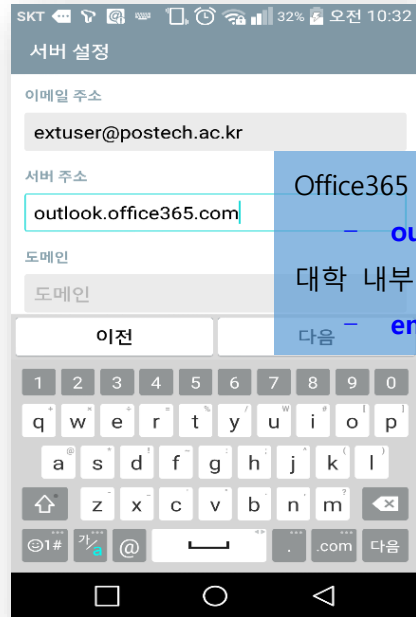 SKT 32% 오전 10:32
서버 설정
이메일 주소
extuser@postech.ac.kr
서버 주소
outlook.office365.com
도메인
도메인
Office365
–
대학 내부
–
이전
다음
1 2 3 4 5 6 7 8 9 0
q w e r t y u i o p
a s d f g h j k l
z x c v b n m
☺1# 가/a @ . .com 다음